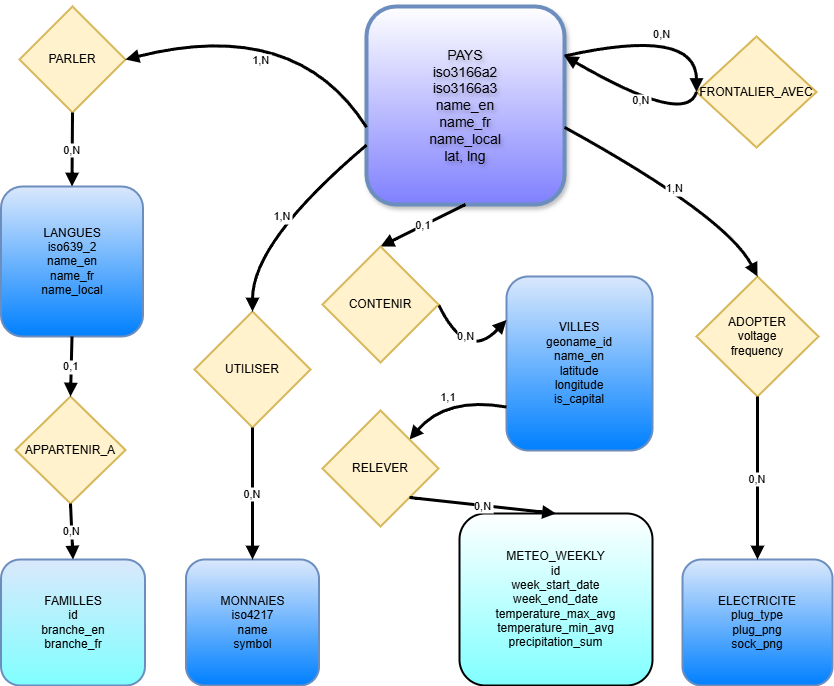 PAYS
iso3166a2
iso3166a3
name_en
name_fr
name_local
lat, lng
PARLER
1,N
0,N
0,N
FRONTALIER_AVEC
0,N
LANGUES
iso639_2
name_en
name_fr
name_local
1,N
0,1
1,N
CONTENIR
0,N
VILLES
geoname_id
name_en
latitude
longitude
is_capital
ADOPTER
voltage
frequency
0,1
UTILISER
1,1
APPARTENIR_A
RELEVER
0,N
0,N
0,N
0,N
FAMILLES
id
branche_en
branche_fr
MONNAIES
iso4217
name
symbol
METEO_WEEKLY
id
week_start_date
week_end_date
temperature_max_avg
temperature_min_avg
precipitation_sum
ELECTRICITE
plug_type
plug_png
sock_png